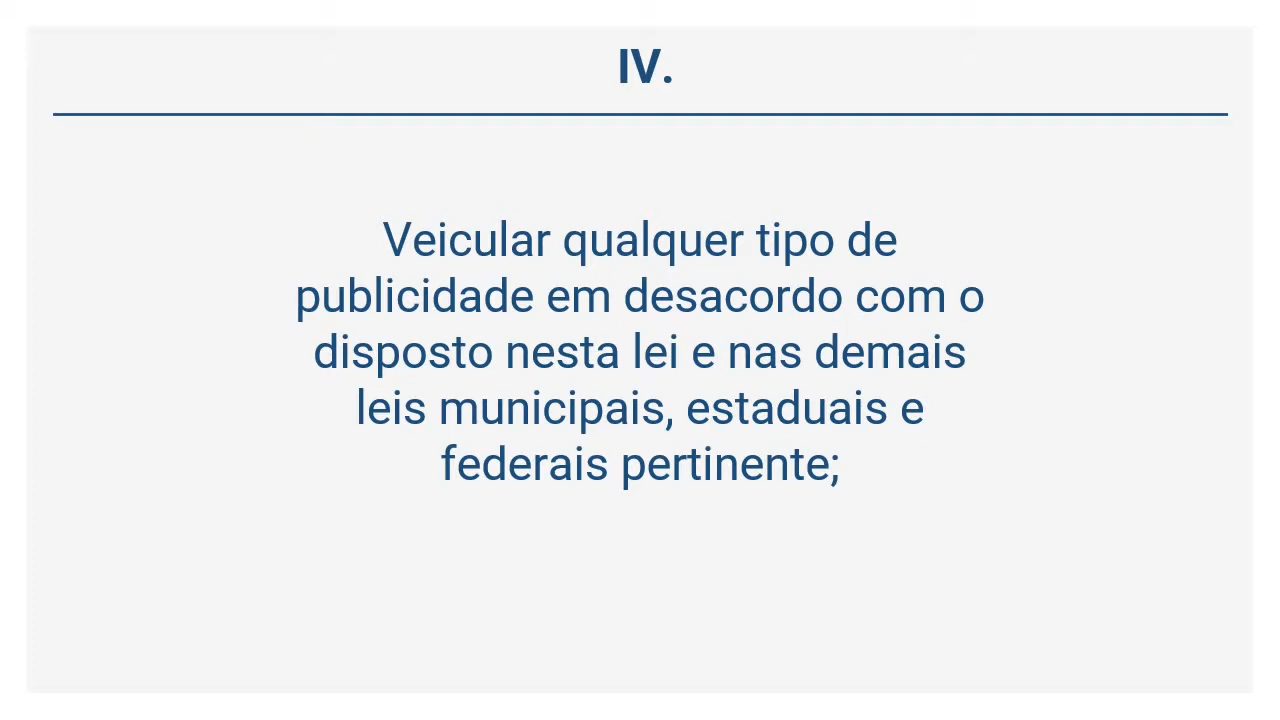 IV.
Veicular qualquer tipo de
publicidade em desacordo com o
disposto nesta lei e nas demais
leis municipais, estaduais e
federais pertinente;